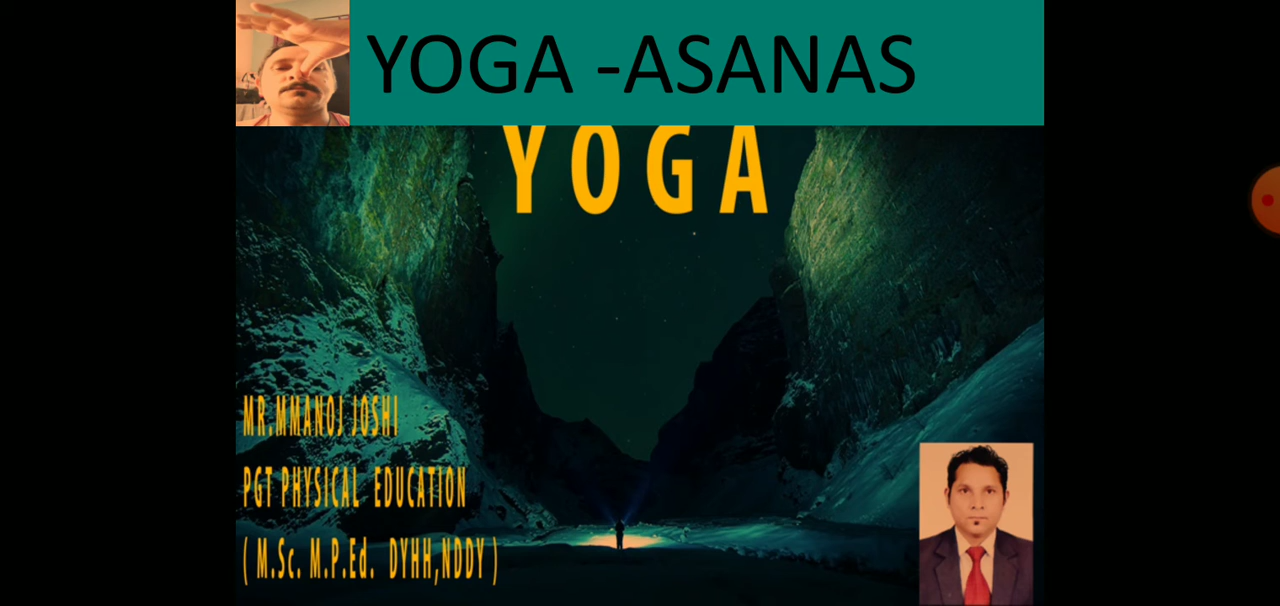 YOGA -ASANAS
YOGA
MR.MMANOJ JOSHI
PGT PHYSICAL EDUCATION
( M.Sc. M.P.Ed. DYHH,NDDY )